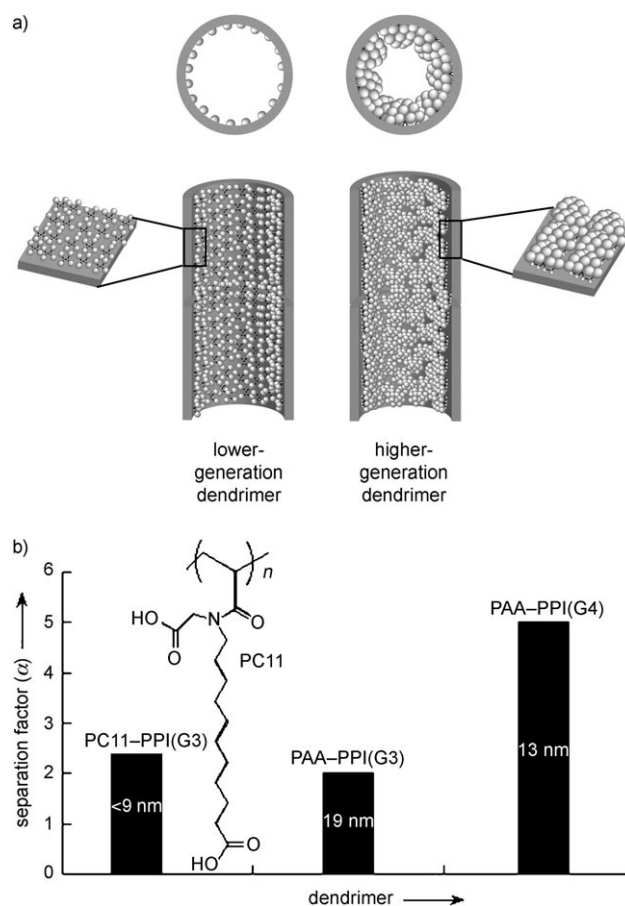 a)
lower-
generation
dendrimer
higher-
generation
dendrimer
b)
separation factor (α)
6
5
4
3
2
1
0
PC11–PPI(G3)
<9 nm
( )n
HO
O
N
O
PC11
HO
O
PAA–PPI(G3)
19 nm
PAA–PPI(G4)
13 nm
dendrimer